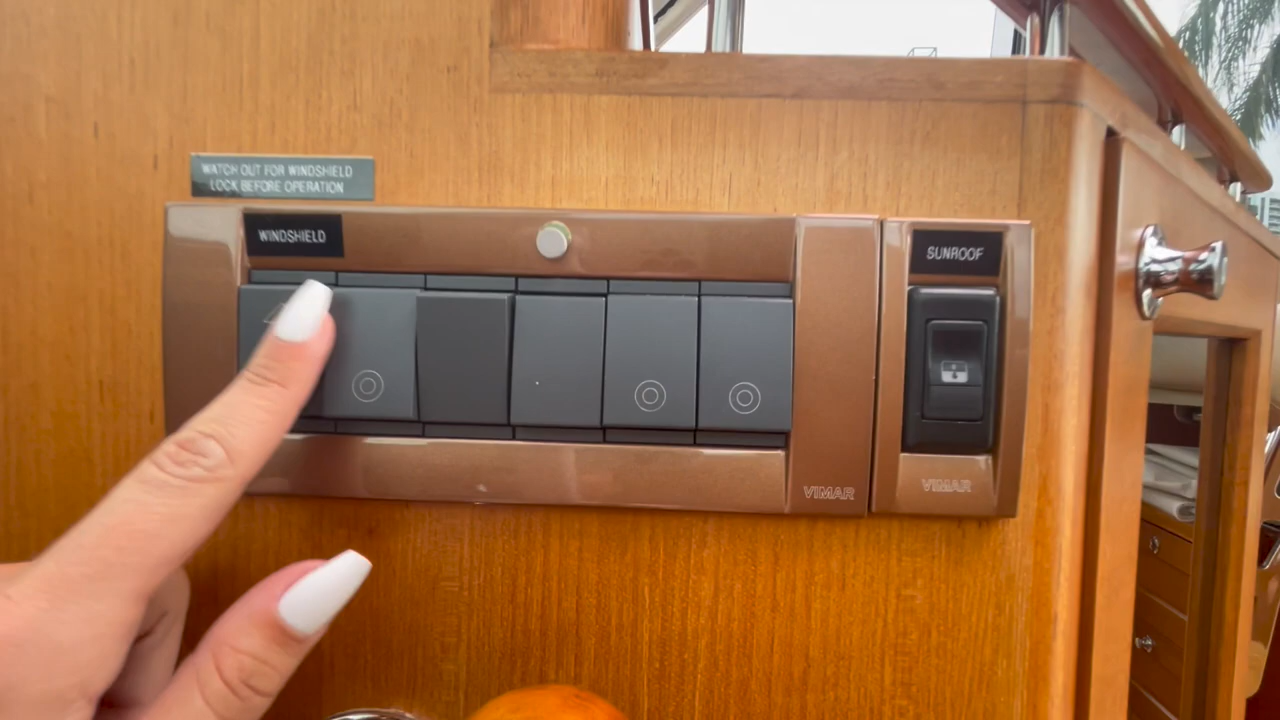 WATCH OUT FOR WINDSHIELD
LOCK BEFORE OPERATION
WINDSHIELD
SUNROOF
VIMAR
VIMAR